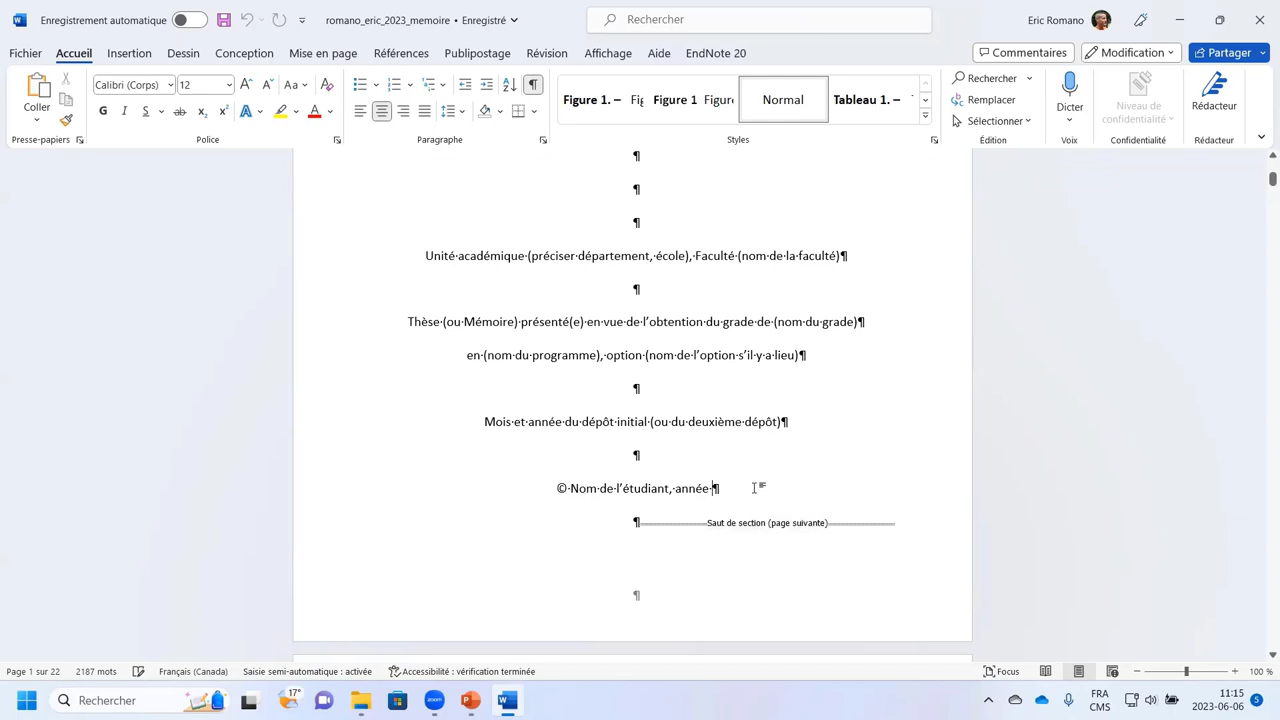 Enregistrement automatique
romano_eric_2023_memoire • Enregistré
Rechercher
Eric Romano
Fichier Accueil Insertion Dessin Conception Mise en page Références Publipostage Révision Affichage Aide EndNote 20
Commentaires Modification Partager
Coller
Presse-papiers
Calibri (Corps) 12
G I S ab x₂ x²
Police
Paragraphe
Figure 1. – Fig Figure 1 Figure Normal Tableau 1. –
Styles
Rechercher
Remplacer
Sélectionner
Édition
Dicter
Voix
Niveau de confidentialité
Confidentialité
Rédacteur
Rédacteur
¶
¶
¶
Unité·académique·(préciser·département,·école),·Faculté·(nom·de·la·faculté)¶
¶
Thèse·(ou·Mémoire)·présenté(e)·en·vue·de·l’obtention·du·grade·de·(nom·du·grade)¶
en·(nom·du·programme),·option·(nom·de·l’option·s’il·y·a·lieu)¶
¶
Mois·et·année·du·dépôt·initial·(ou·du·deuxième·dépôt)¶
¶
©·Nom·de·l’étudiant,·année·¶
¶ Saut de section (page suivante)
¶
Page 1 sur 22 2187 mots Français (Canada) Saisie semi-automatique : activée Accessibilité : vérification terminée
Focus 100 %
Rechercher
17°
zoom
FRA
CMS
11:15
2023-06-06
5